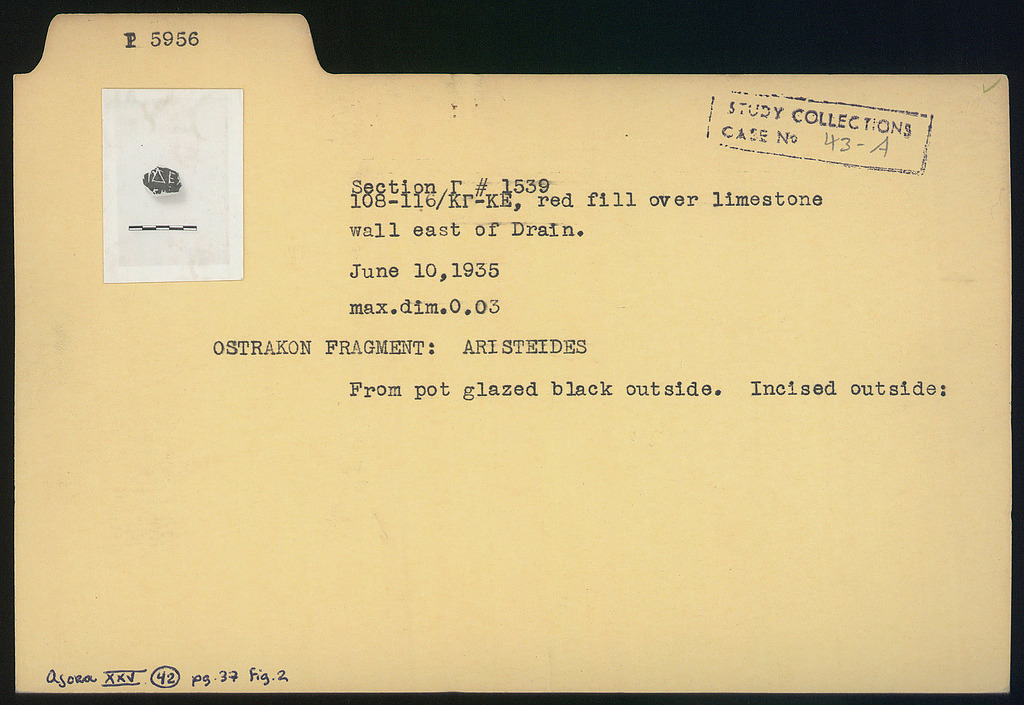 P 5956
STUDY COLLECTIONS
CASE No 43-A
ΔΕ
Section Γ # 1539
108-116/ΚΓ-ΚΕ, red fill over limestone
wall east of Drain.
June 10,1935
max.dim.0.03
OSTRAKON FRAGMENT: ARISTEIDES
From pot glazed black outside. Incised outside:
Agora XXV 42 pg.37 Fig.2